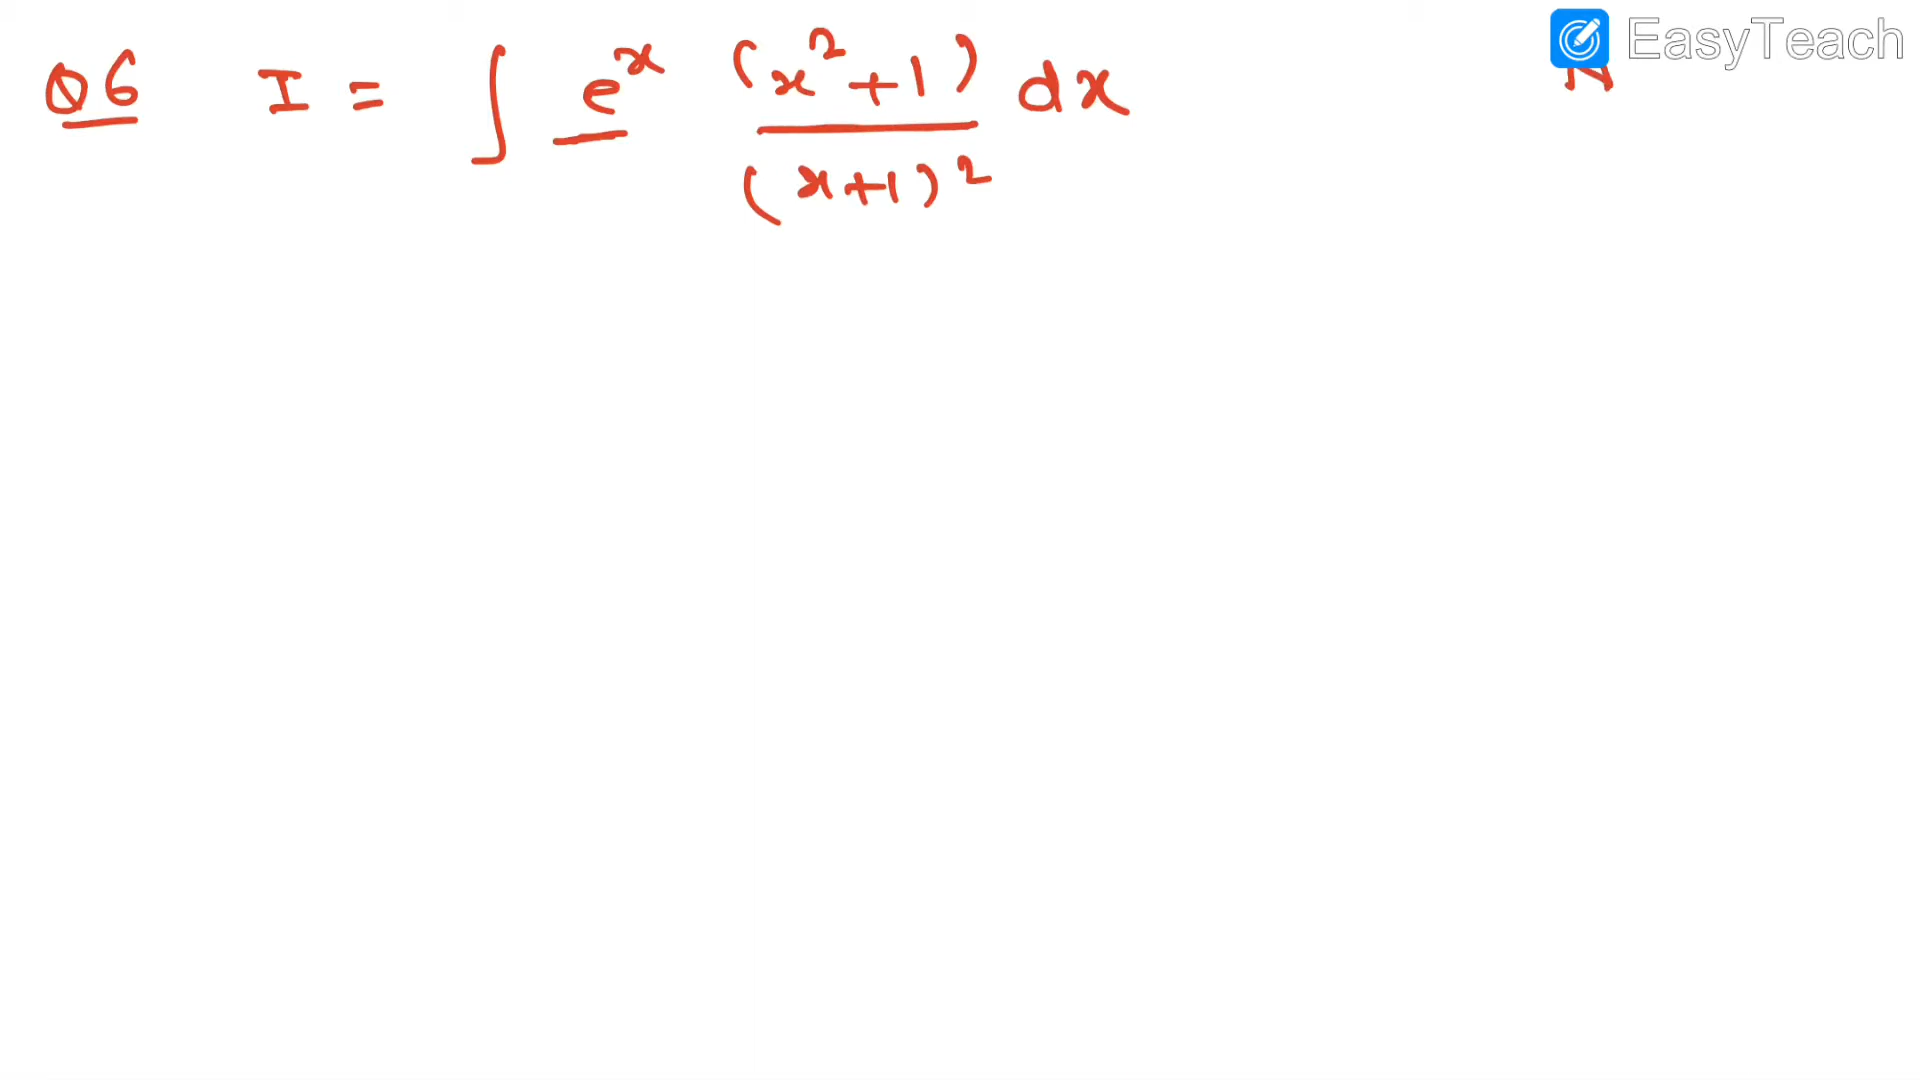 Q6 I = ∫ e^x (x^2+1) / (x+1)^2 dx
EasyTeach